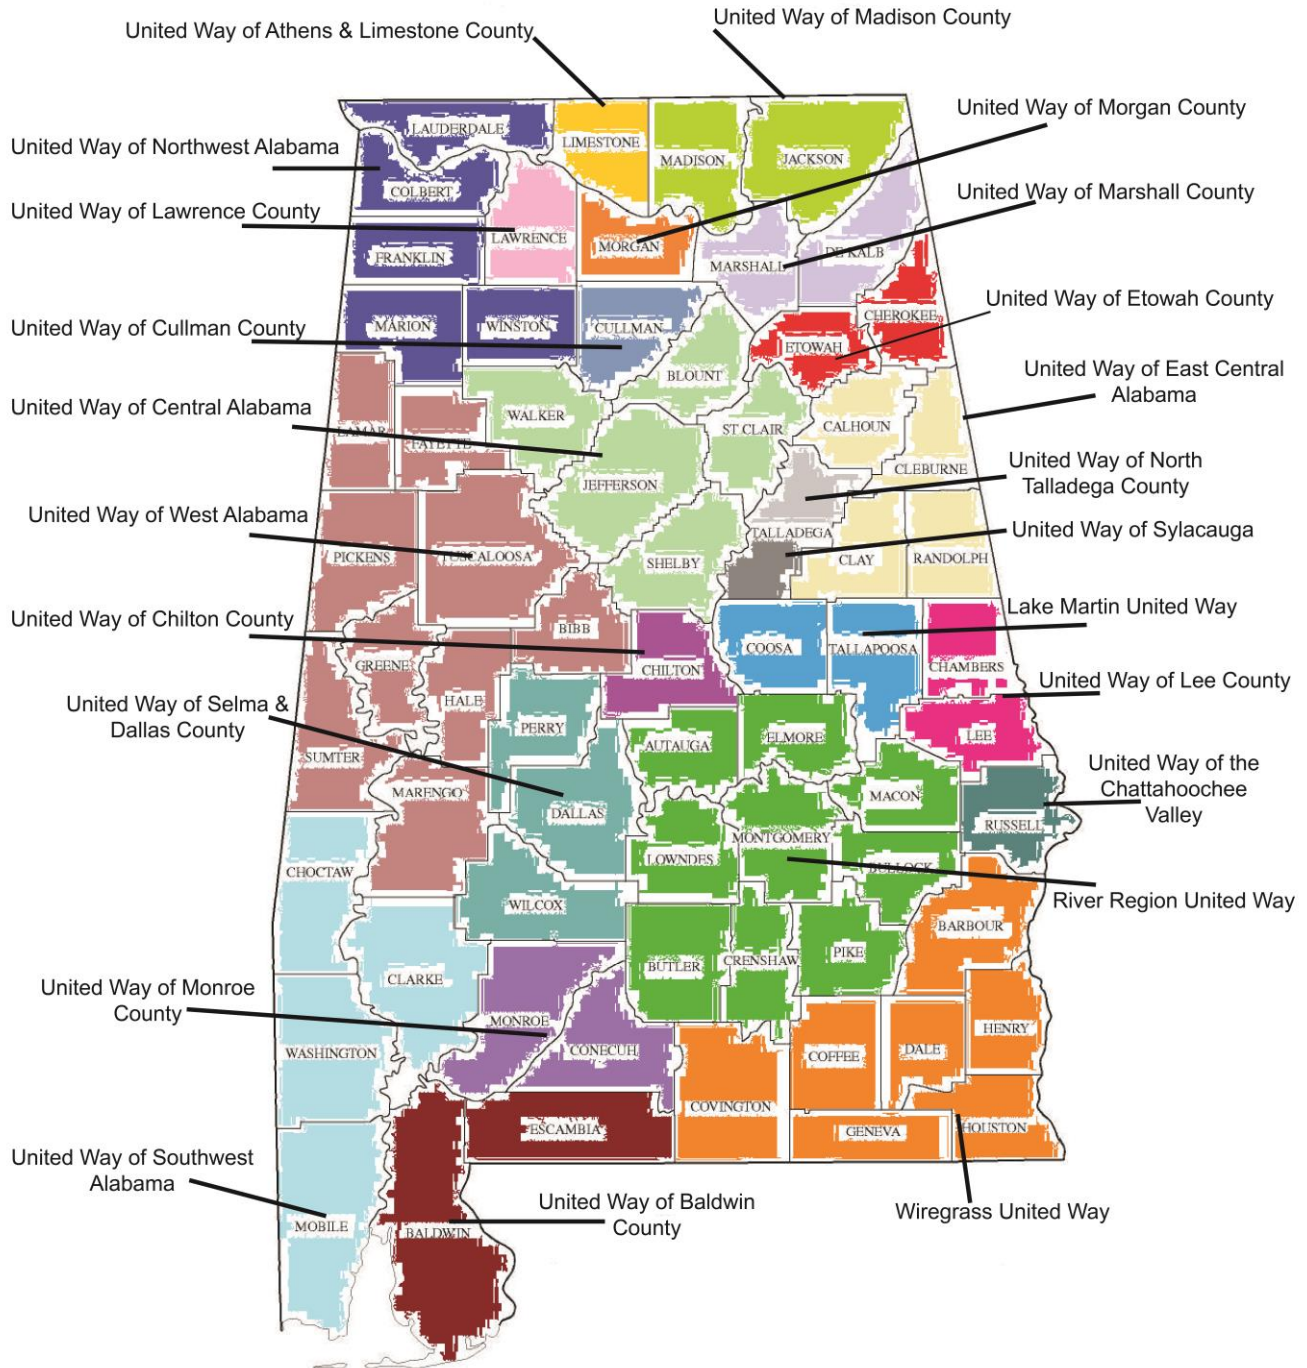 United Way of Madison County
United Way of Athens & Limestone County
United Way of Morgan County
LAUDERDALE
LIMESTONE
MADISON
JACKSON
United Way of Northwest Alabama
COLBERT
United Way of Marshall County
United Way of Lawrence County
LAWRENCE
MORGAN
FRANKLIN
MARSHALL
DE KALB
United Way of Etowah County
CHEROKEE
United Way of Cullman County
MARION
WINSTON
CULLMAN
ETOWAH
BLOUNT
United Way of East Central
Alabama
United Way of Central Alabama
WALKER
LAMAR
FAYETTE
ST CLAIR
CALHOUN
CLEBURNE
United Way of North
Talladega County
JEFFERSON
United Way of West Alabama
TALLADEGA
United Way of Sylacauga
PICKENS
TUSCALOOSA
SHELBY
CLAY
RANDOLPH
Lake Martin United Way
United Way of Chilton County
BIBB
COOSA
TALLAPOOSA
GREENE
CHILTON
CHAMBERS
United Way of Lee County
HALE
United Way of Selma &
Dallas County
PERRY
AUTAUGA
ELMORE
LEE
SUMTER
MARENGO
MACON
United Way of the
Chattahoochee
Valley
DALLAS
RUSSELL
MONTGOMERY
LOWNDES
BULLOCK
CHOCTAW
WILCOX
River Region United Way
BARBOUR
CLARKE
BUTLER
CRENSHAW
PIKE
United Way of Monroe
County
MONROE
HENRY
WASHINGTON
CONECUH
COFFEE
DALE
COVINGTON
ESCAMBIA
GENEVA
HOUSTON
United Way of Southwest
Alabama
United Way of Baldwin
County
Wiregrass United Way
MOBILE
BALDWIN